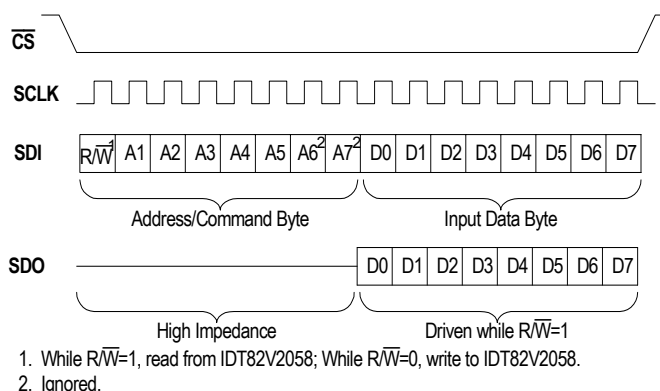 C̅S̅
SCLK
SDI R/W̅¹ A1 A2 A3 A4 A5 A6² A7² D0 D1 D2 D3 D4 D5 D6 D7
Address/Command Byte Input Data Byte
SDO D0 D1 D2 D3 D4 D5 D6 D7
High Impedance Driven while R/W̅=1
1. While R/W̅=1, read from IDT82V2058; While R/W̅=0, write to IDT82V2058.
2. Ignored.